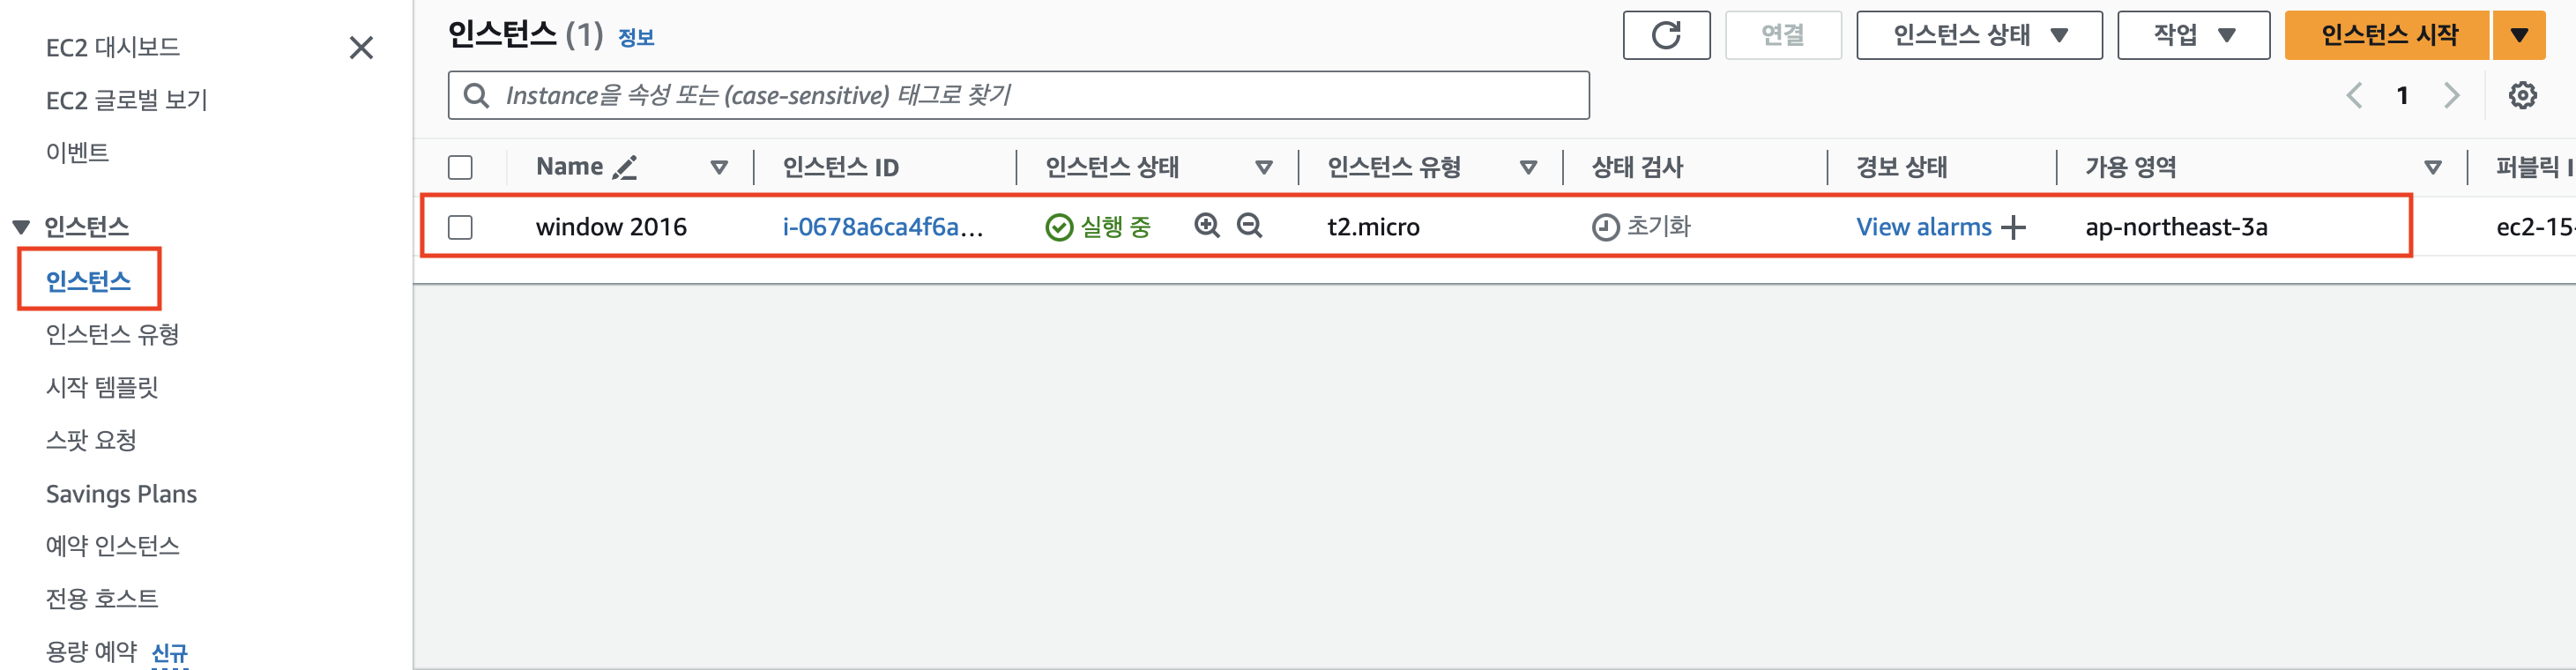 EC2 대시보드
EC2 글로벌 보기
이벤트
인스턴스
인스턴스
인스턴스 유형
시작 템플릿
스팟 요청
Savings Plans
예약 인스턴스
전용 호스트
용량 예약 신규
인스턴스 (1) 정보
연결
인스턴스 상태
작업
인스턴스 시작
Instance을 속성 또는 (case-sensitive) 태그로 찾기
1
Name 인스턴스 ID 인스턴스 상태 인스턴스 유형 상태 검사 경보 상태 가용 영역 퍼블릭 I
window 2016 i-0678a6ca4f6a... 실행 중 t2.micro 초기화 View alarms ap-northeast-3a ec2-15-